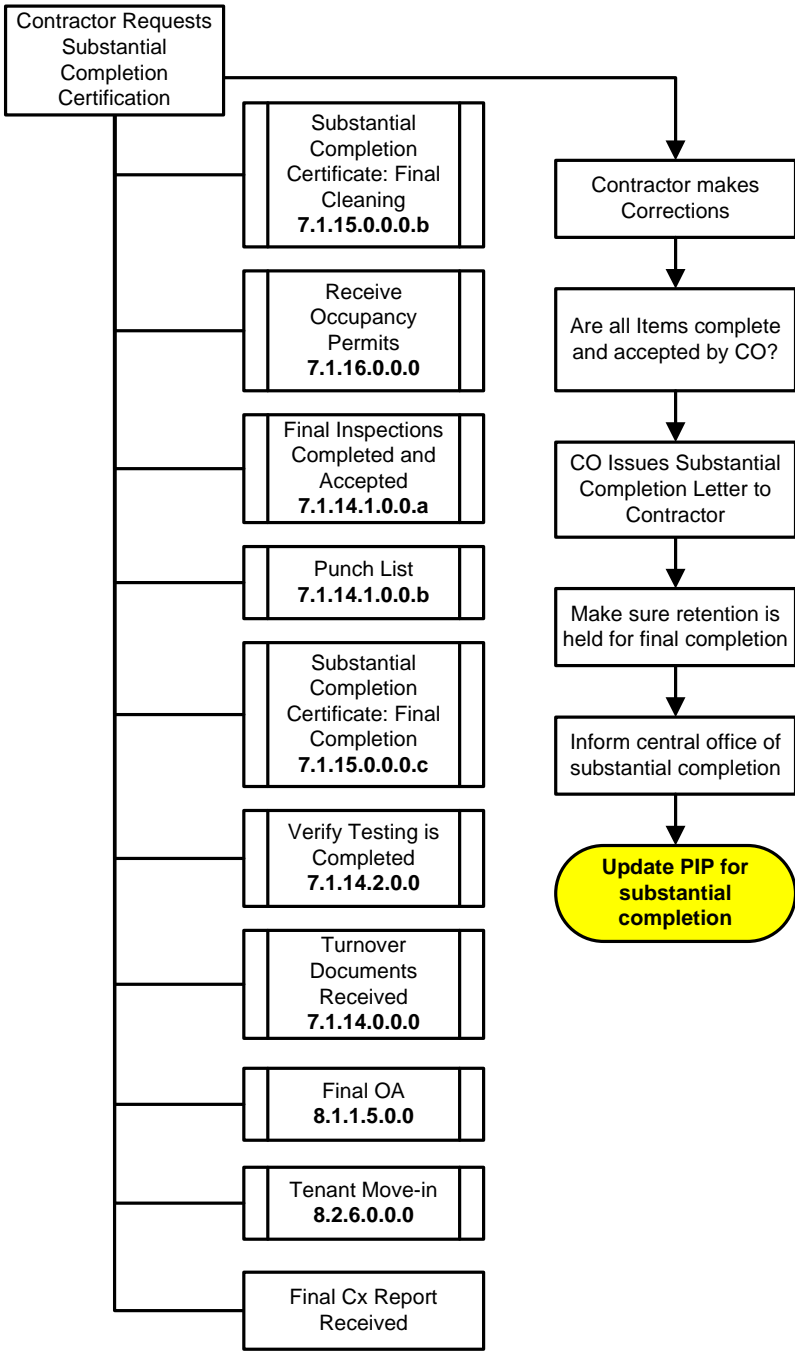 Contractor Requests
Substantial
Completion
Certification
Substantial
Completion
Certificate: Final
Cleaning
7.1.15.0.0.0.b
Receive
Occupancy
Permits
7.1.16.0.0.0
Final Inspections
Completed and
Accepted
7.1.14.1.0.0.a
Punch List
7.1.14.1.0.0.b
Substantial
Completion
Certificate: Final
Completion
7.1.15.0.0.0.c
Verify Testing is
Completed
7.1.14.2.0.0
Turnover
Documents
Received
7.1.14.0.0.0
Final OA
8.1.1.5.0.0
Tenant Move-in
8.2.6.0.0.0
Final Cx Report
Received
Contractor makes
Corrections
Are all Items complete
and accepted by CO?
CO Issues Substantial
Completion Letter to
Contractor
Make sure retention is
held for final completion
Inform central office of
substantial completion
Update PIP for
substantial
completion